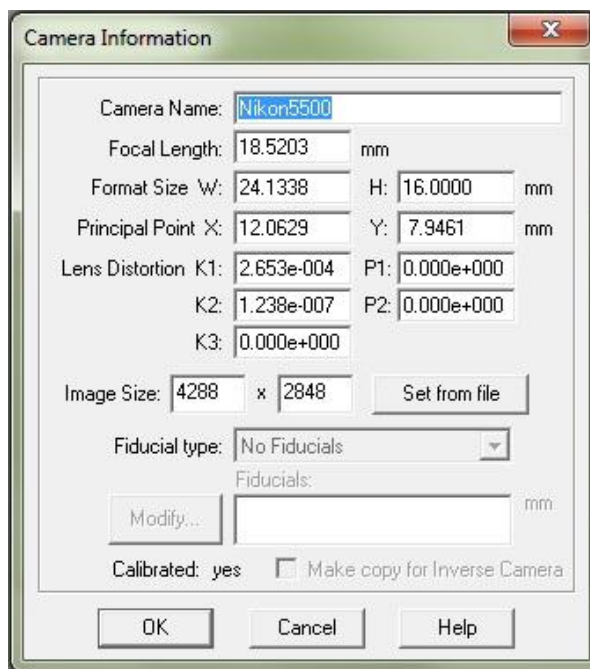 Camera Information
Camera Name: Nikon5500
Focal Length: 18.5203 mm
Format Size W: 24.1338 H: 16.0000 mm
Principal Point X: 12.0629 Y: 7.9461 mm
Lens Distortion K1: 2.653e-004 P1: 0.000e+000
K2: 1.238e-007 P2: 0.000e+000
K3: 0.000e+000
Image Size: 4288 x 2848 Set from file
Fiducial type: No Fiducials
Fiducials:
Modify... mm
Calibrated: yes Make copy for Inverse Camera
OK Cancel Help